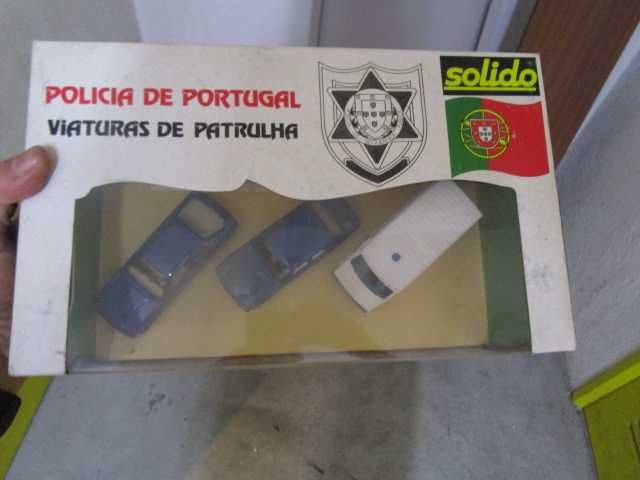 POLICIA DE PORTUGAL
VIATURAS DE PATRULHA
solido